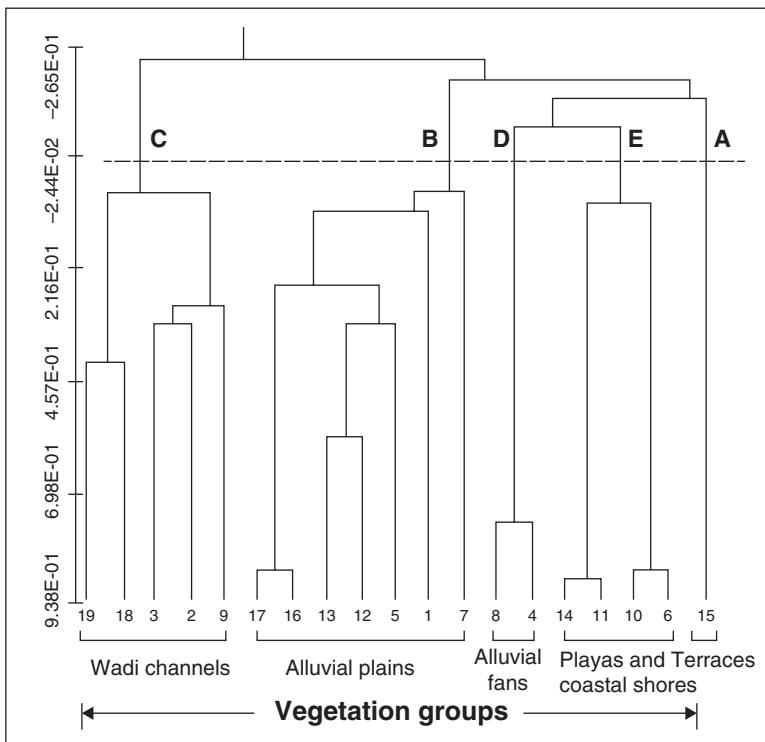 −2.65E-01
−2.44E-02
2.16E-01
4.57E-01
6.98E-01
9.38E-01
C B D E A
19 18 3 2 9 17 16 13 12 5 1 7 8 4 14 11 10 6 15
Wadi channels
Alluvial plains
Alluvial
fans
Playas and Terraces
coastal shores
Vegetation groups